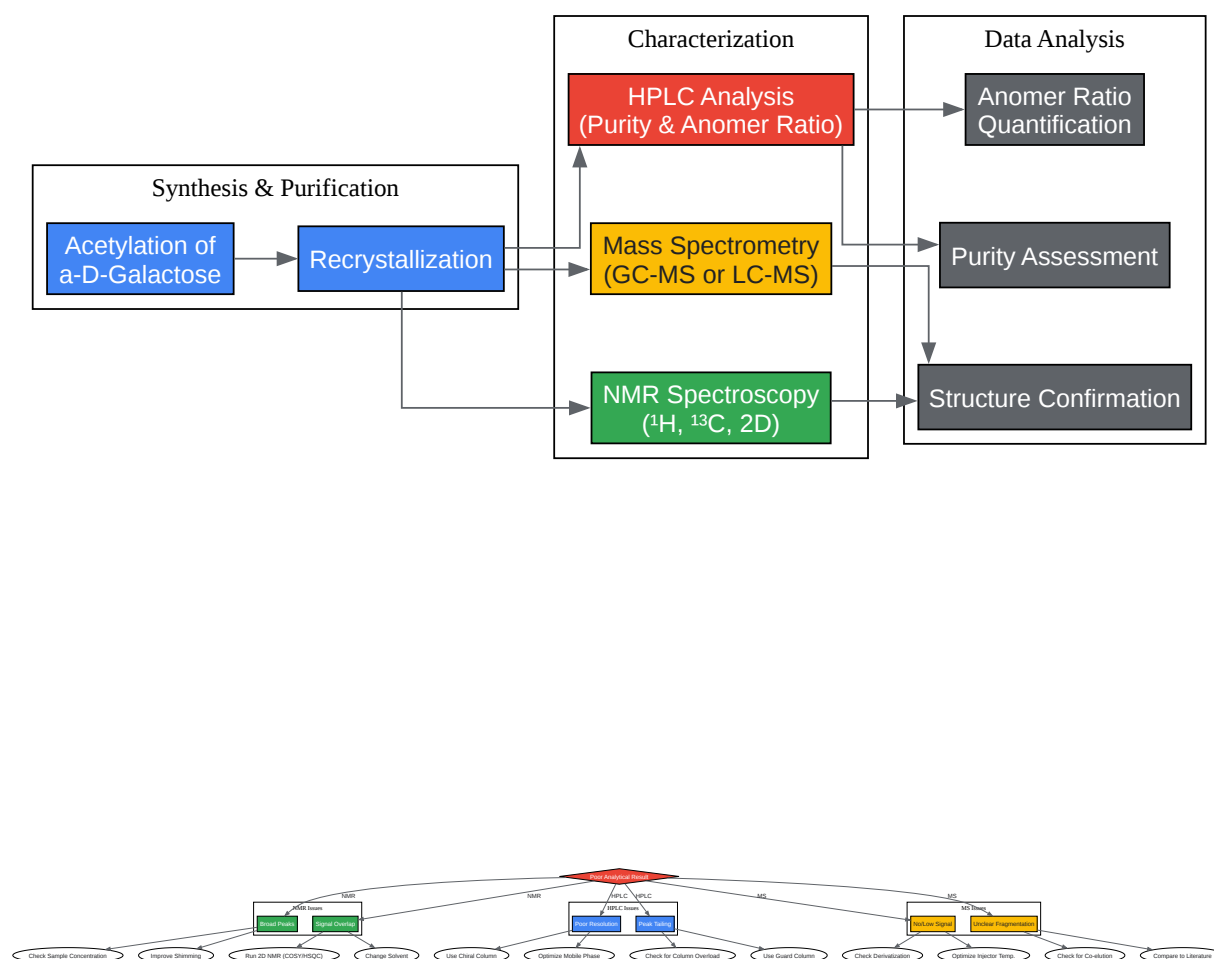 Synthesis & Purification
Acetylation of
a-D-Galactose
Recrystallization
Characterization
HPLC Analysis
(Purity & Anomer Ratio)
Mass Spectrometry
(GC-MS or LC-MS)
NMR Spectroscopy
(¹H, ¹³C, 2D)
Data Analysis
Anomer Ratio
Quantification
Purity Assessment
Structure Confirmation
Poor Analytical Result
NMR
NMR
HPLC
HPLC
MS
MS
NMR Issues
Broad Peaks
Signal Overlap
HPLC Issues
Poor Resolution
Peak Tailing
MS Issues
No/Low Signal
Unclear Fragmentation
Check Sample Concentration
Improve Shimming
Run 2D NMR (COSY/HSQC)
Change Solvent
Use Chiral Column
Optimize Mobile Phase
Check for Column Overload
Use Guard Column
Check Derivatization
Optimize Injector Temp.
Check for Co-elution
Compare to Literature